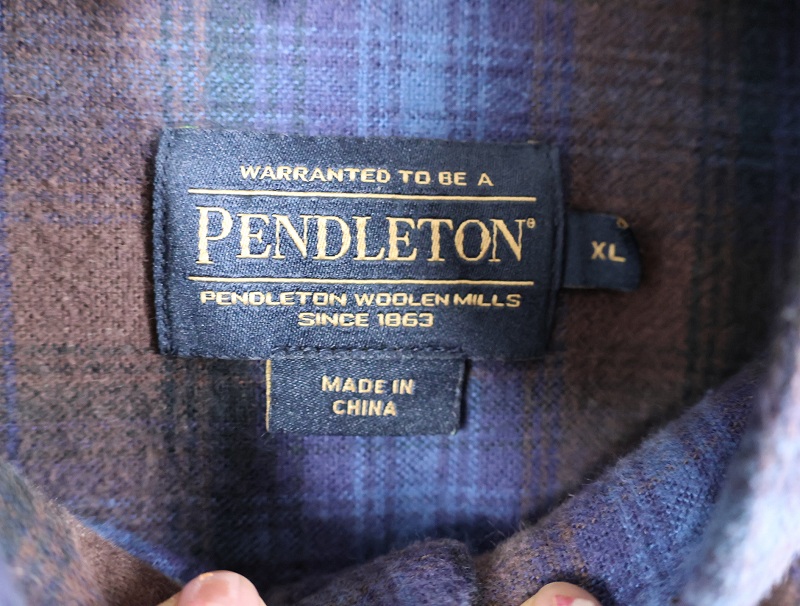 WARRANTED TO BE A
PENDLETON®
XL
PENDLETON WOOLEN MILLS
SINCE 1863
MADE IN
CHINA